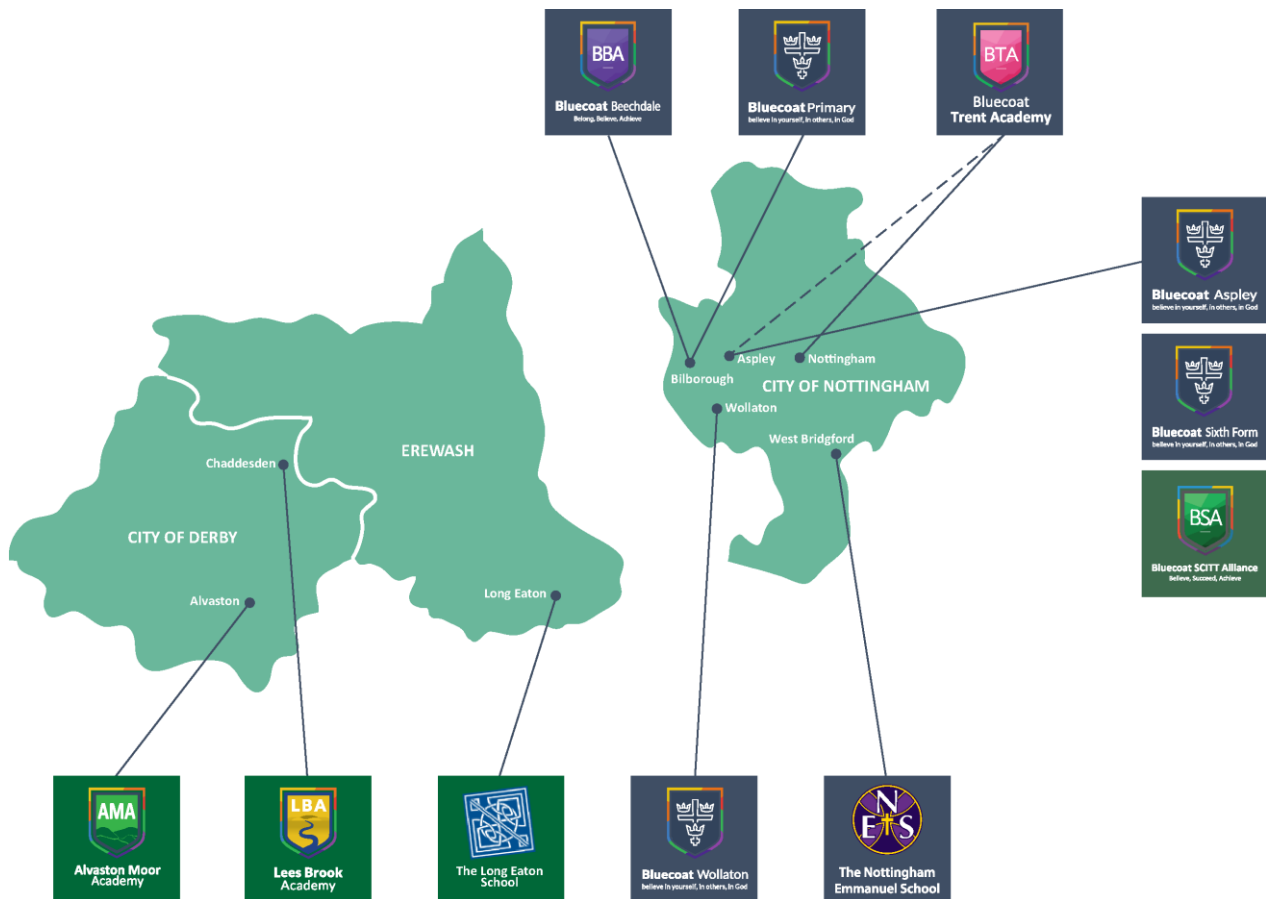 BBA
Bluecoat Beechdale
Belong, Believe, Achieve
Bluecoat Primary
believe in yourself, in others, in God
BTA
Bluecoat
Trent Academy
Bluecoat Aspley
believe in yourself, in others, in God
Bluecoat Sixth Form
believe in yourself, in others, in God
BSA
Bluecoat SCITT Alliance
Believe, Succeed, Achieve
Aspley
Nottingham
Bilborough
CITY OF NOTTINGHAM
Wollaton
West Bridgford
EREWASH
Chaddesden
CITY OF DERBY
Alvaston
Long Eaton
AMA
Alvaston Moor
Academy
LBA
Lees Brook
Academy
The Long Eaton
School
Bluecoat Wollaton
believe in yourself, in others, in God
N
E S
The Nottingham
Emmanuel School